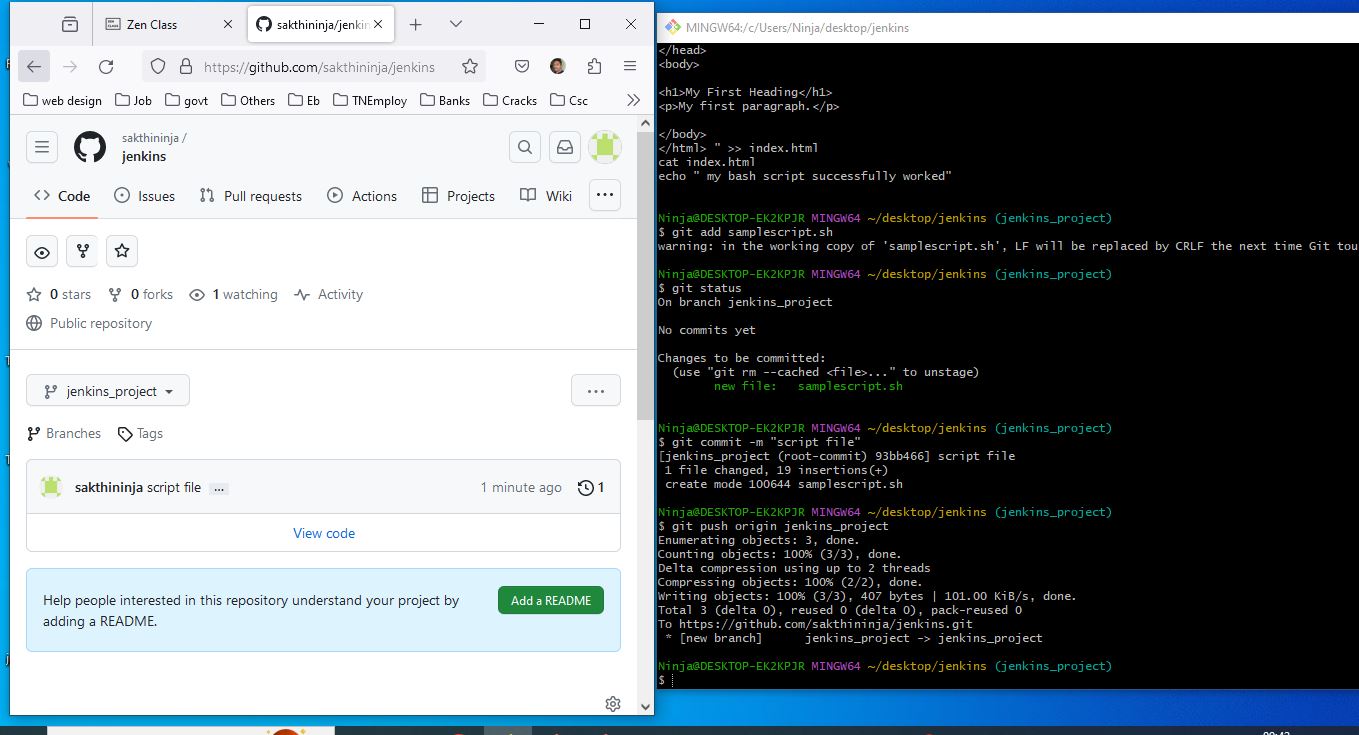 Zen Class
sakthininja/jenkin
https://github.com/sakthininja/jenkins
web design Job govt Others Eb TNEmploy Banks Cracks Csc
sakthininja /
jenkins
Code Issues Pull requests Actions Projects Wiki
0 stars 0 forks 1 watching Activity
Public repository
jenkins_project
Branches Tags
sakthininja script file ... 1 minute ago 1
View code
Help people interested in this repository understand your project by
adding a README.
Add a README
MINGW64:/c/Users/Ninja/desktop/jenkins
</head>
<body>
<h1>My First Heading</h1>
<p>My first paragraph.</p>
</body>
</html> " >> index.html
cat index.html
echo " my bash script successfully worked"
Ninja@DESKTOP-EK2KPJR MINGW64 ~/desktop/jenkins (jenkins_project)
$ git add samplescript.sh
warning: in the working copy of 'samplescript.sh', LF will be replaced by CRLF the next time Git tou
Ninja@DESKTOP-EK2KPJR MINGW64 ~/desktop/jenkins (jenkins_project)
$ git status
On branch jenkins_project
No commits yet
Changes to be committed:
(use "git rm --cached <file>..." to unstage)
new file: samplescript.sh
Ninja@DESKTOP-EK2KPJR MINGW64 ~/desktop/jenkins (jenkins_project)
$ git commit -m "script file"
[jenkins_project (root-commit) 93bb466] script file
1 file changed, 19 insertions(+)
create mode 100644 samplescript.sh
Ninja@DESKTOP-EK2KPJR MINGW64 ~/desktop/jenkins (jenkins_project)
$ git push origin jenkins_project
Enumerating objects: 3, done.
Counting objects: 100% (3/3), done.
Delta compression using up to 2 threads
Compressing objects: 100% (2/2), done.
Writing objects: 100% (3/3), 407 bytes | 101.00 KiB/s, done.
Total 3 (delta 0), reused 0 (delta 0), pack-reused 0
To https://github.com/sakthininja/jenkins.git
* [new branch] jenkins_project -> jenkins_project
Ninja@DESKTOP-EK2KPJR MINGW64 ~/desktop/jenkins (jenkins_project)
$